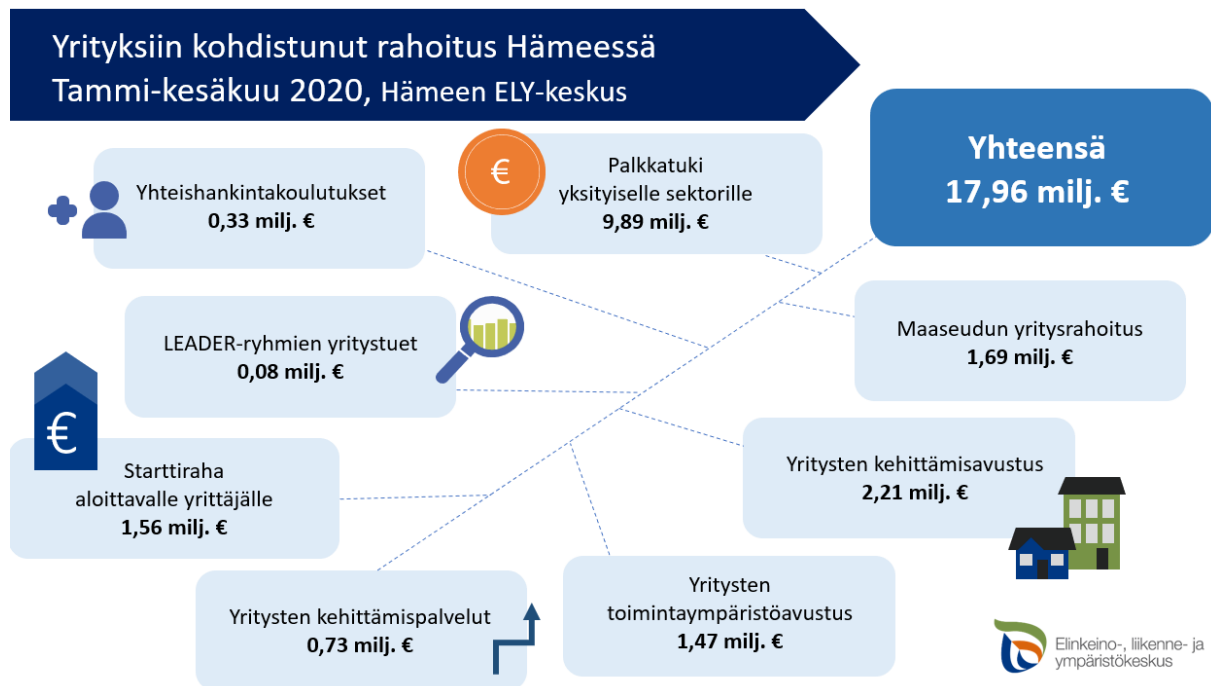 Yrityksiin kohdistunut rahoitus Hämeessä
Tammi-kesäkuu 2020, Hämeen ELY-keskus
Yhteensä
17,96 milj. €
Yhteishankintakoulutukset
0,33 milj. €
€
Palkkatuki
yksityiselle sektorille
9,89 milj. €
Maaseudun yritysrahoitus
1,69 milj. €
LEADER-ryhmien yritystuet
0,08 milj. €
€
Starttiraha
aloittavalle yrittäjälle
1,56 milj. €
Yritysten kehittämisavustus
2,21 milj. €
Yritysten kehittämispalvelut
0,73 milj. €
Yritysten
toimintaympäristöavustus
1,47 milj. €
Elinkeino-, liikenne- ja
ympäristökeskus